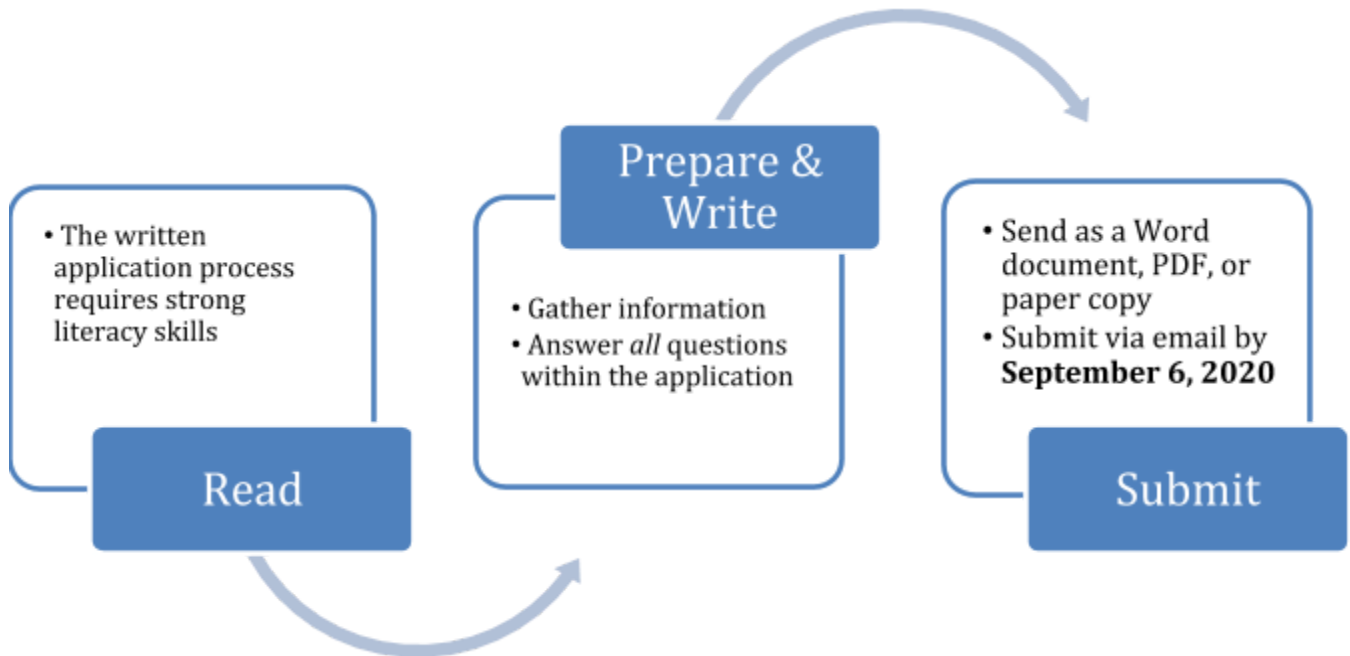 • The written
application process
requires strong
literacy skills
Read
Prepare &
Write
• Gather information
• Answer all questions
within the application
• Send as a Word
document, PDF, or
paper copy
• Submit via email by
September 6, 2020
Submit